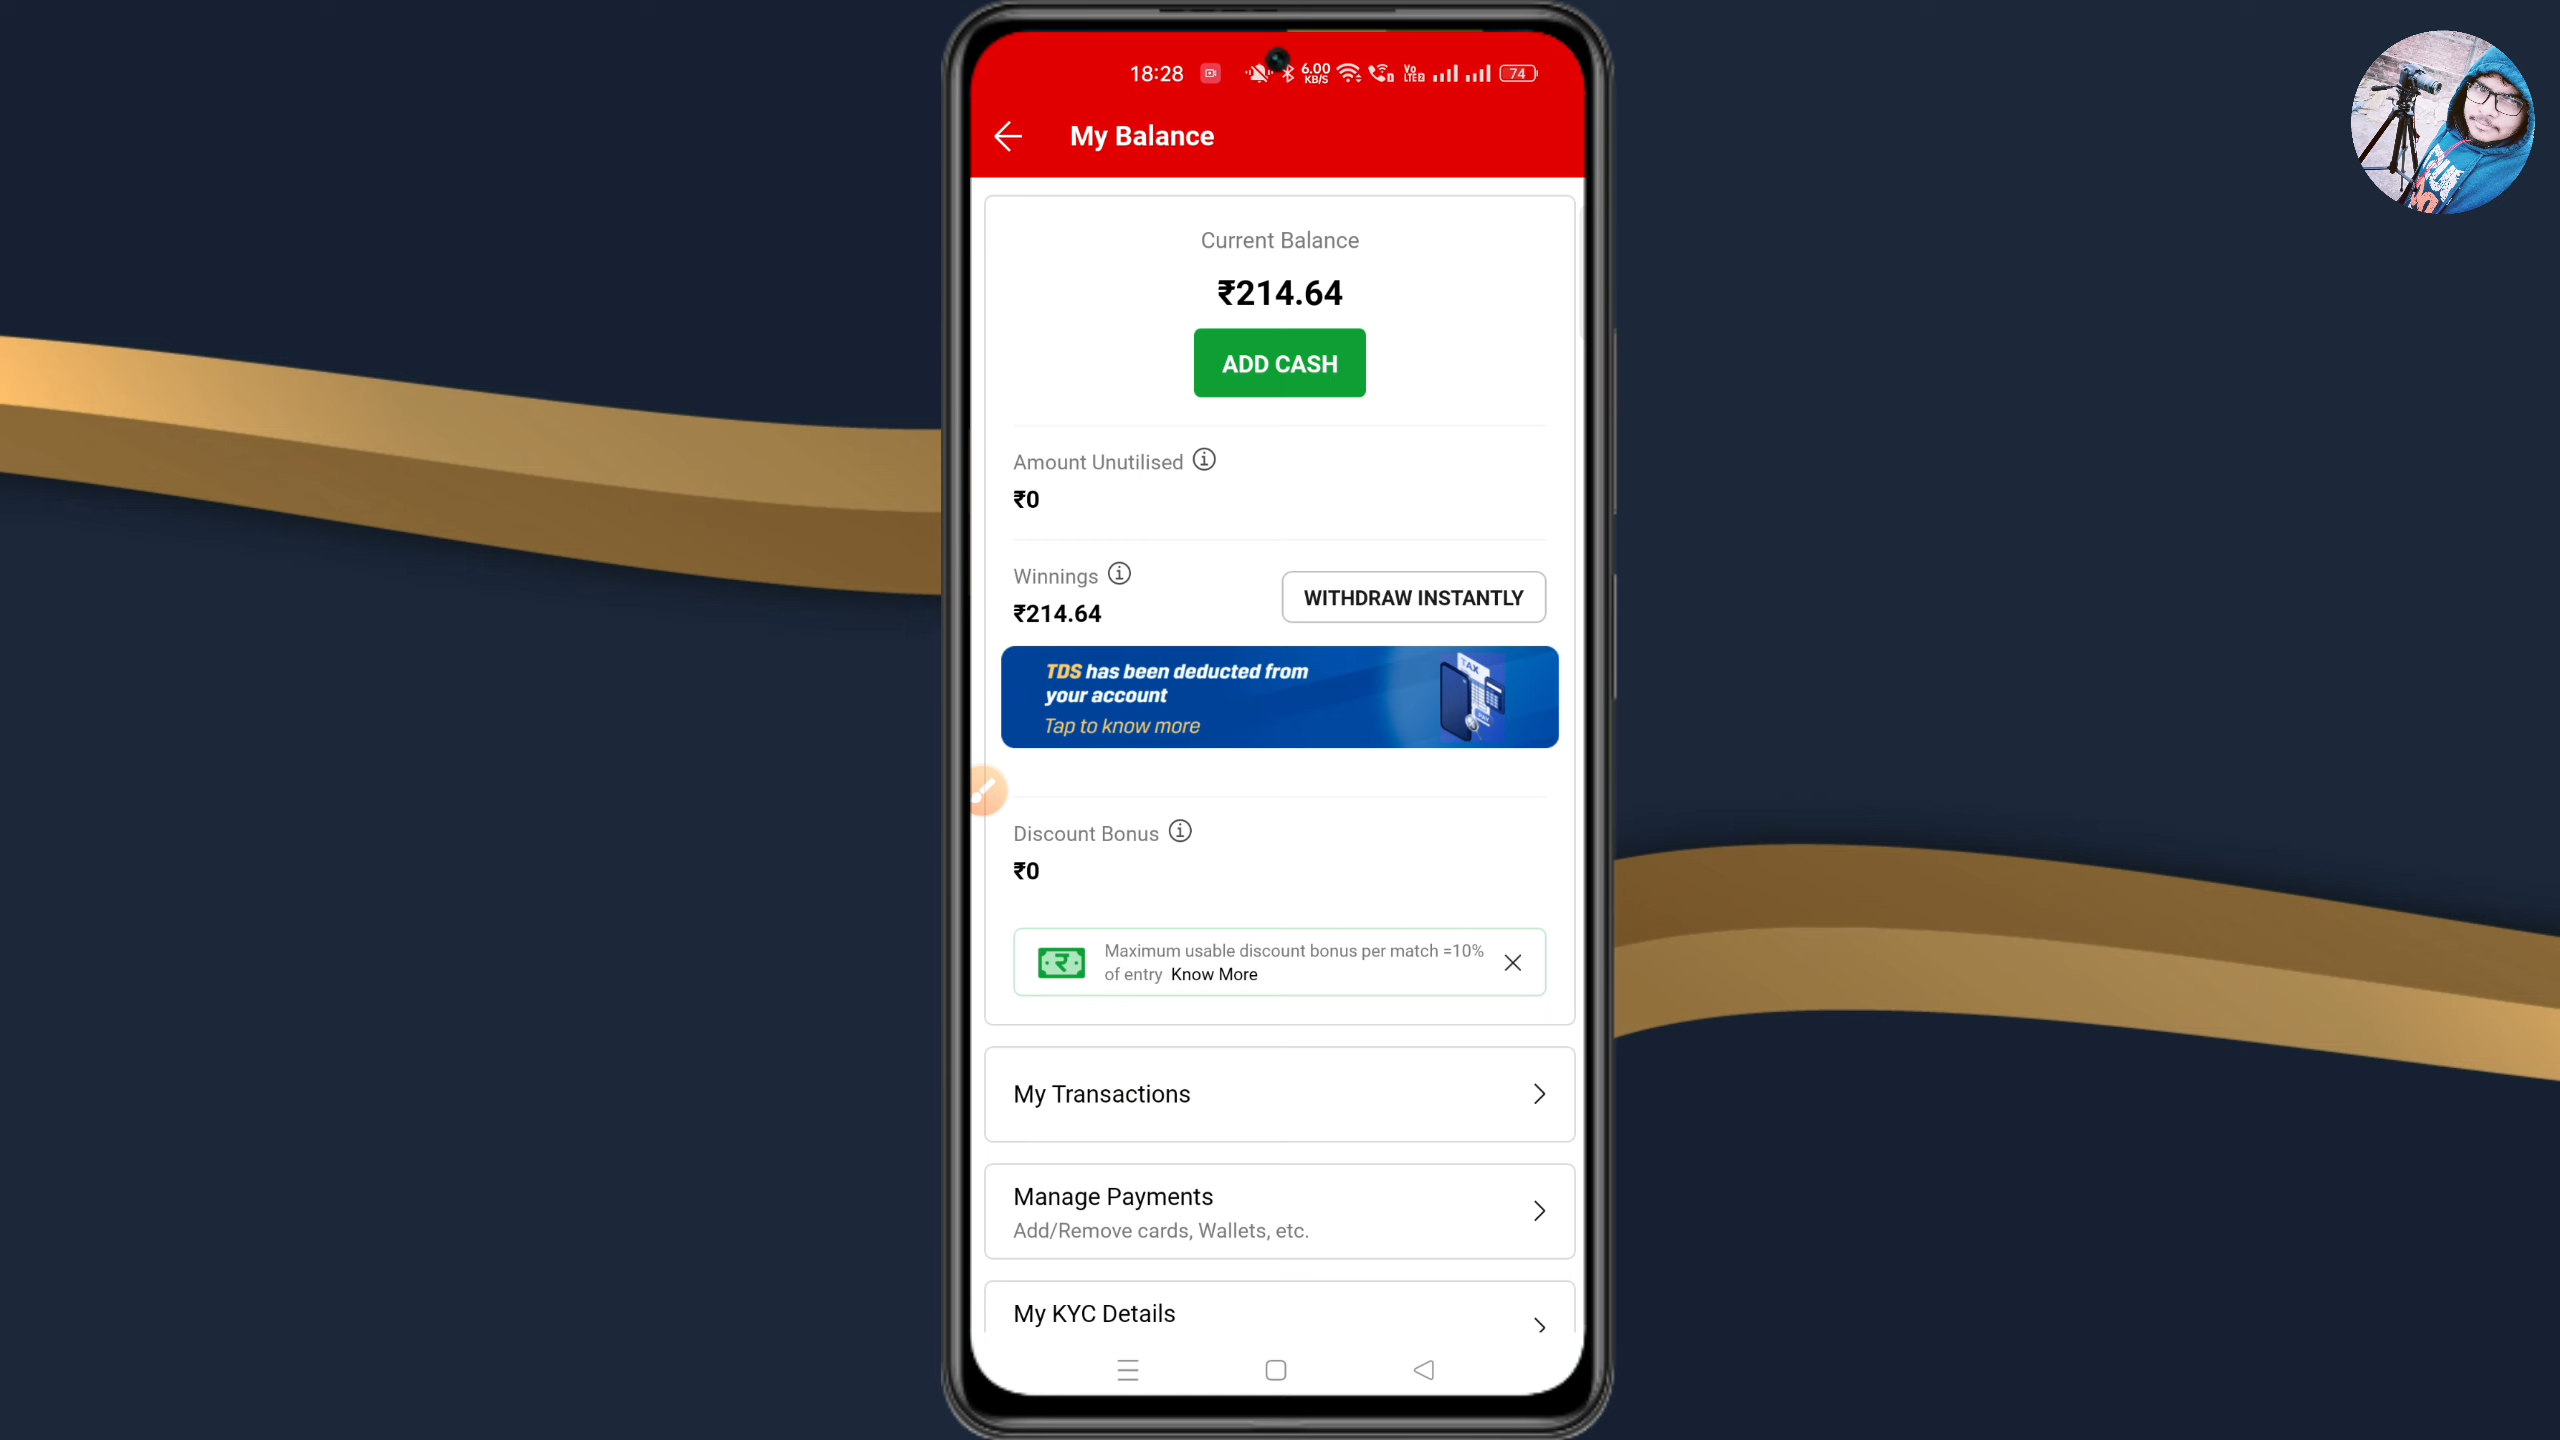 18:28
6.00
KB/S
Vo
LTE2
74
My Balance
Current Balance
₹214.64
ADD CASH
Amount Unutilised
₹0
Winnings
₹214.64
WITHDRAW INSTANTLY
TDS has been deducted from
your account
Tap to know more
TAX
Discount Bonus
₹0
Maximum usable discount bonus per match =10%
of entry Know More
My Transactions
Manage Payments
Add/Remove cards, Wallets, etc.
My KYC Details